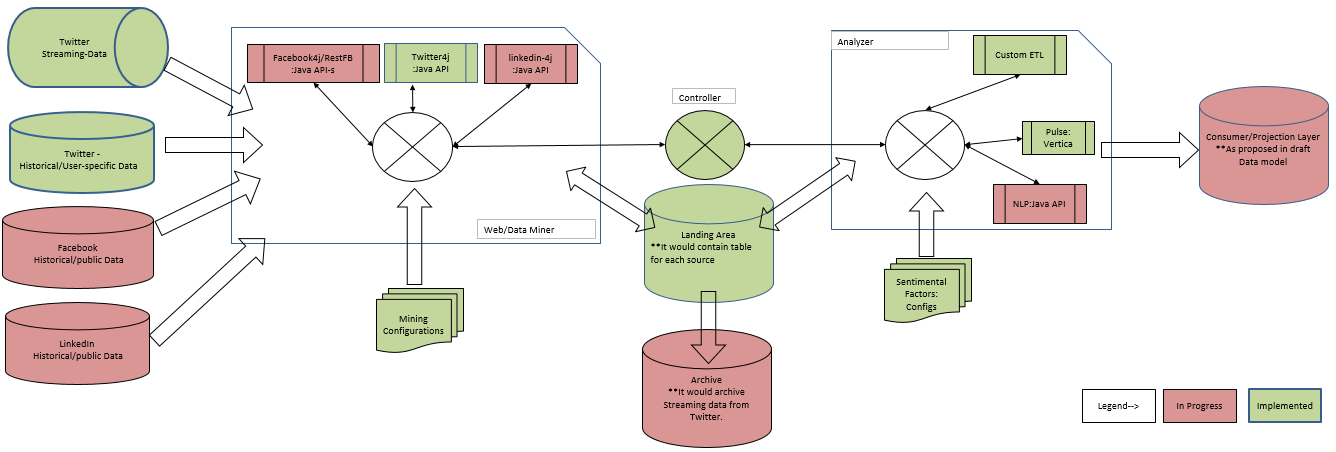 Twitter
Streaming-Data
Twitter -
Historical/User-specific Data
Facebook
Historical/public Data
LinkedIn
Historical/public Data
Facebook4j/RestFB
:Java API-s
Twitter4j
:Java API
linkedin-4j
:Java API
Web/Data Miner
Mining
Configurations
Controller
Landing Area
**It would contain table
for each source
Archive
**It would archive
Streaming data from
Twitter.
Analyzer
Custom ETL
Pulse:
Vertica
NLP:Java API
Sentimental
Factors:
Configs
Consumer/Projection Layer
**As proposed in draft
Data model
Legend-->
In Progress
Implemented